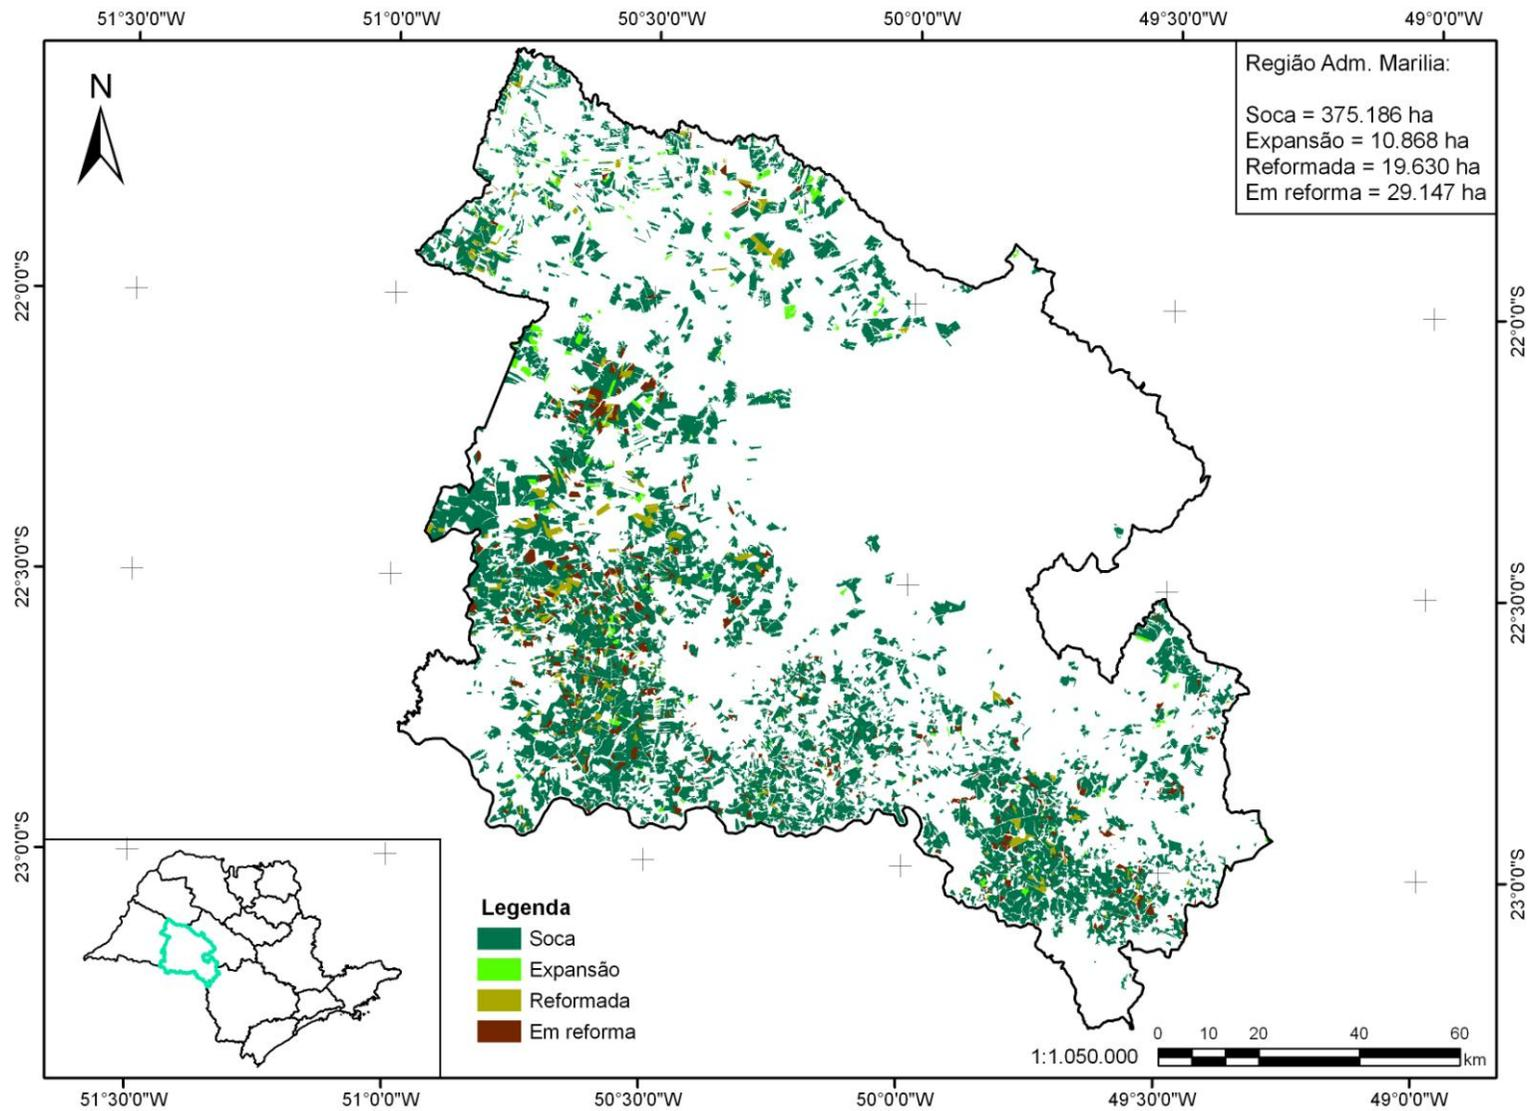 51°30'0"W 51°0'0"W 50°30'0"W 50°0'0"W 49°30'0"W 49°0'0"W
Região Adm. Marilia:
Soca = 375.186 ha
Expansão = 10.868 ha
Reformada = 19.630 ha
Em reforma = 29.147 ha
N
22°0'0"S
22°0'0"S
22°30'0"S
22°30'0"S
23°0'0"S
23°0'0"S
Legenda
Soca
Expansão
Reformada
Em reforma
0 10 20 40 60
1:1.050.000 km
51°30'0"W 51°0'0"W 50°30'0"W 50°0'0"W 49°30'0"W 49°0'0"W